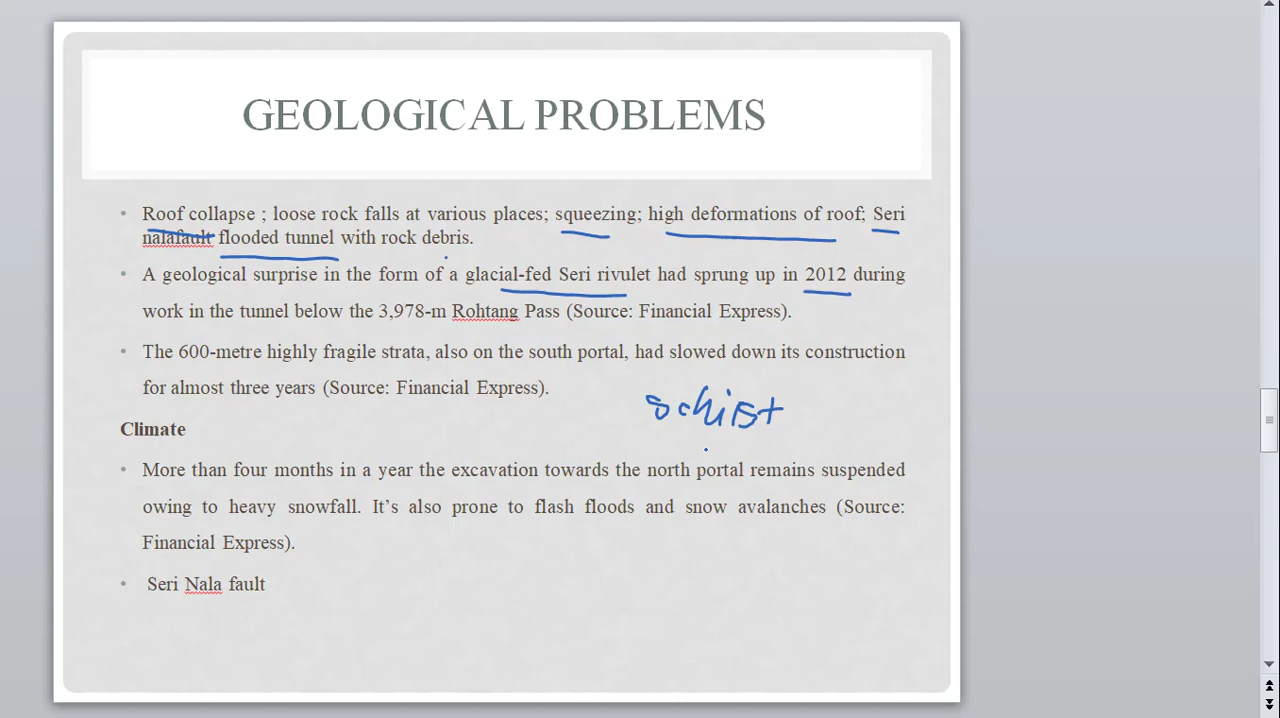 GEOLOGICAL PROBLEMS
• Roof collapse ; loose rock falls at various places; squeezing; high deformations of roof; Seri
nalafault flooded tunnel with rock debris.
• A geological surprise in the form of a glacial-fed Seri rivulet had sprung up in 2012 during
work in the tunnel below the 3,978-m Rohtang Pass (Source: Financial Express).
• The 600-metre highly fragile strata, also on the south portal, had slowed down its construction
for almost three years (Source: Financial Express).
schist
Climate
• More than four months in a year the excavation towards the north portal remains suspended
owing to heavy snowfall. It’s also prone to flash floods and snow avalanches (Source:
Financial Express).
• Seri Nala fault